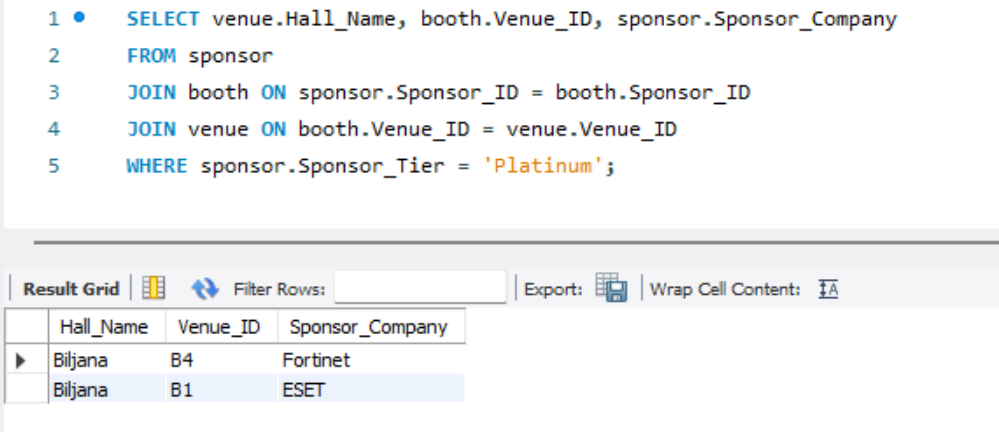 1 SELECT venue.Hall_Name, booth.Venue_ID, sponsor.Sponsor_Company
2 FROM sponsor
3 JOIN booth ON sponsor.Sponsor_ID = booth.Sponsor_ID
4 JOIN venue ON booth.Venue_ID = venue.Venue_ID
5 WHERE sponsor.Sponsor_Tier = 'Platinum';
Result Grid Filter Rows: Export: Wrap Cell Content: IA
Hall_Name Venue_ID Sponsor_Company
Biljana B4 Fortinet
Biljana B1 ESET